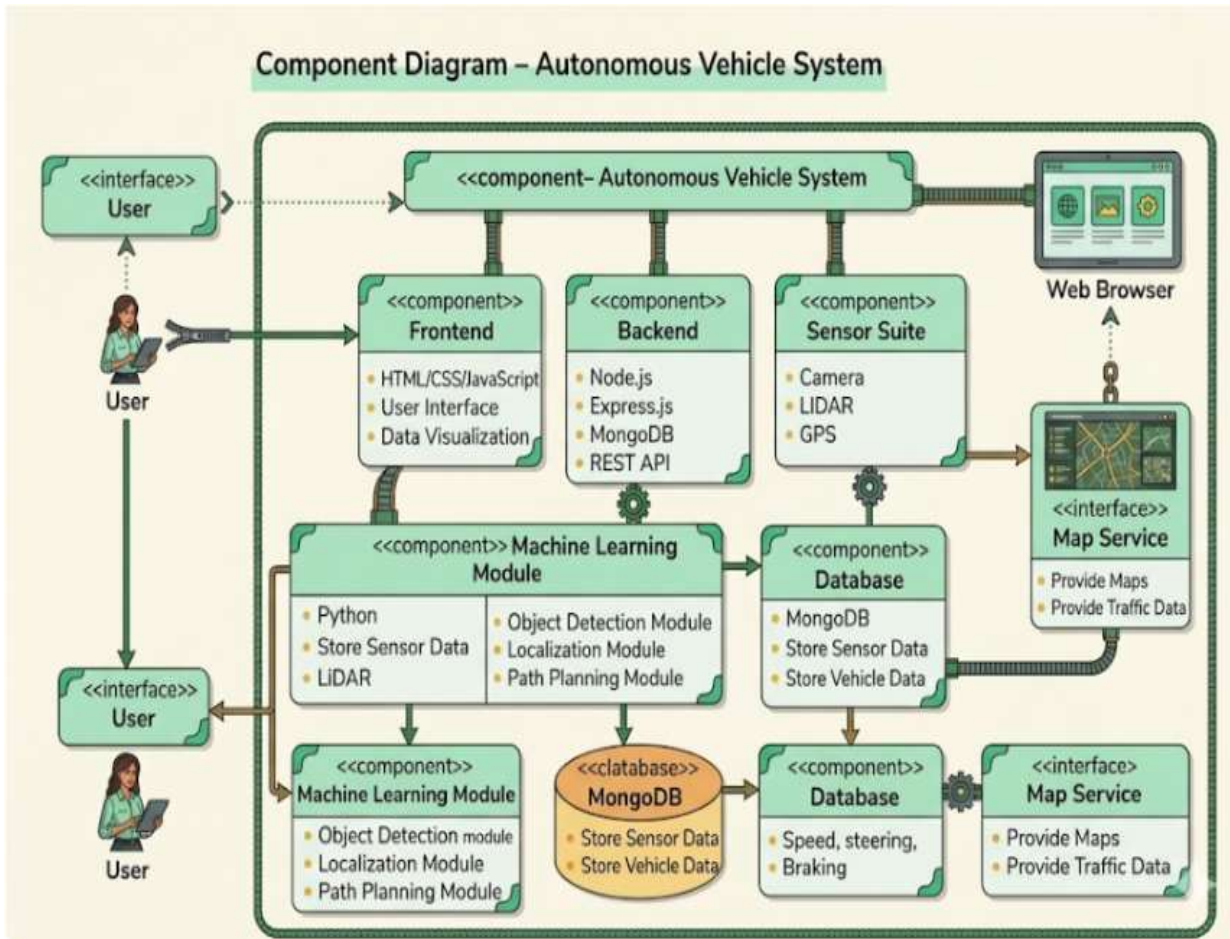 Component Diagram – Autonomous Vehicle System
<<interface>>
User
<<component– Autonomous Vehicle System
Web Browser
User
<<component>>
Frontend
• HTML/CSS/JavaScript
• User Interface
• Data Visualization
<<component>>
Backend
• Node.js
• Express.js
• MongoDB
• REST API
<<component>>
Sensor Suite
• Camera
• LIDAR
• GPS
<<interface>>
Map Service
• Provide Maps
• Provide Traffic Data
<<component>> Machine Learning
Module
• Python
• Store Sensor Data
• LiDAR
• Object Detection Module
• Localization Module
• Path Planning Module
<<component>>
Database
• MongoDB
• Store Sensor Data
• Store Vehicle Data
<<interface>>
User
User
<<component>>
Machine Learning Module
• Object Detection module
• Localization Module
• Path Planning Module
<<clatabase>>
MongoDB
• Store Sensor Data
• Store Vehicle Data
<<component>>
Database
• Speed, steering,
• Braking
<<interface>
Map Service
• Provide Maps
• Provide Traffic Data